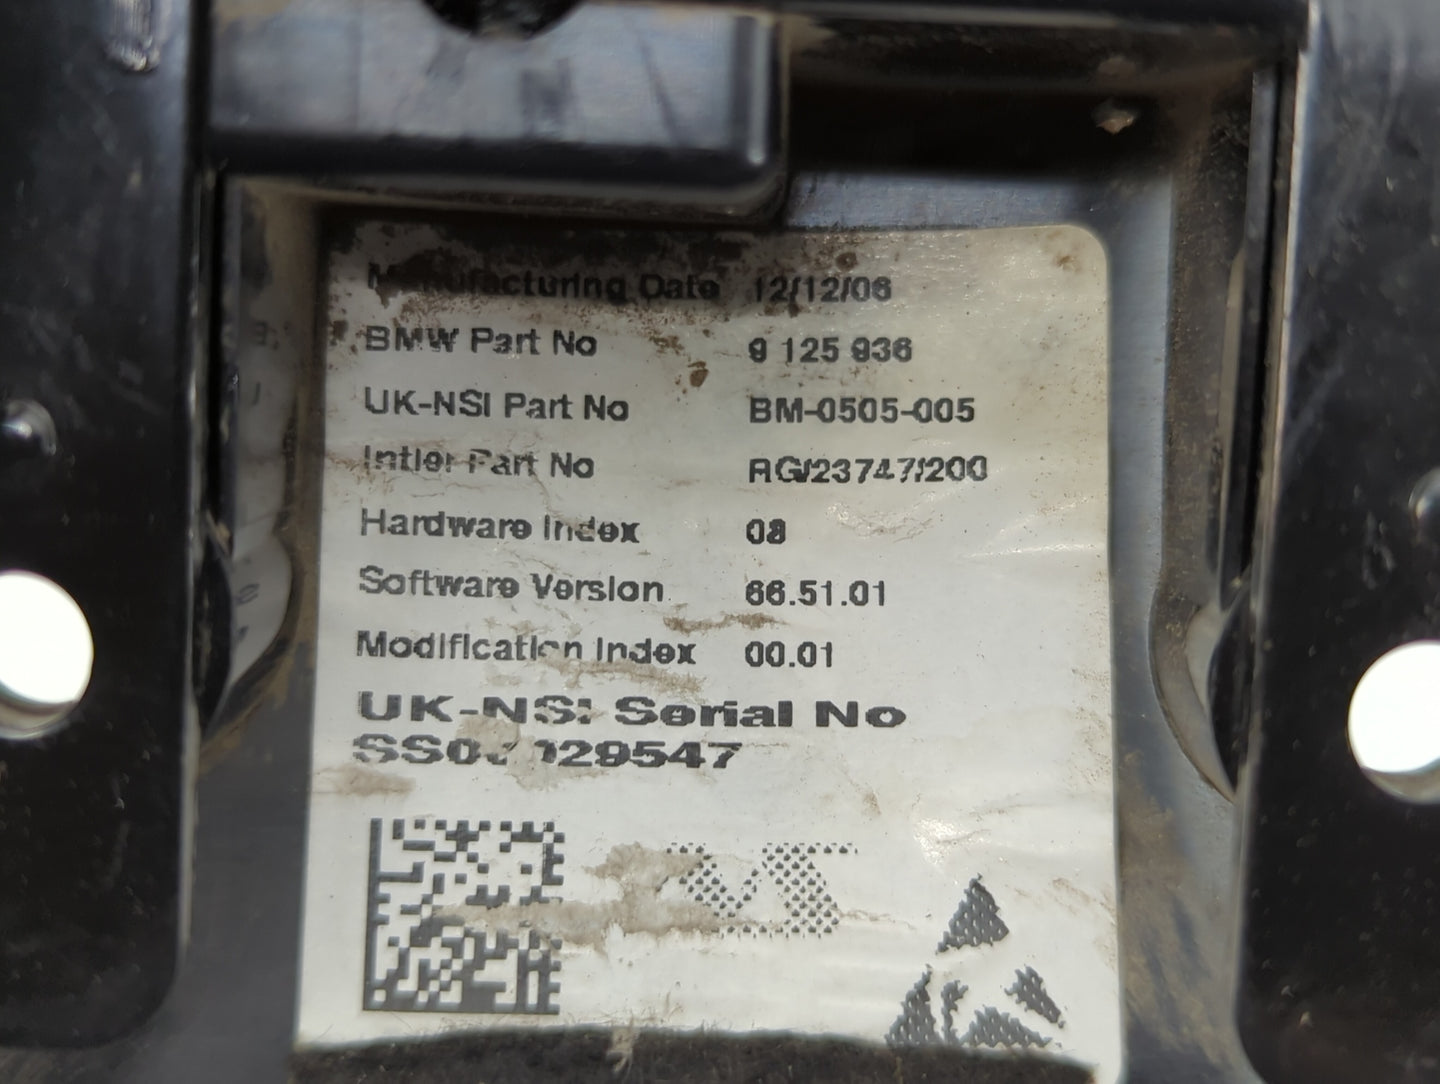 Manufacturing Date 12/12/06
BMW Part No 9 125 936
UK-NSI Part No BM-0505-005
Intier Part No RG/23747/200
Hardware Index 08
Software Version 66.51.01
Modification Index 00.01
UK-NSI Serial No